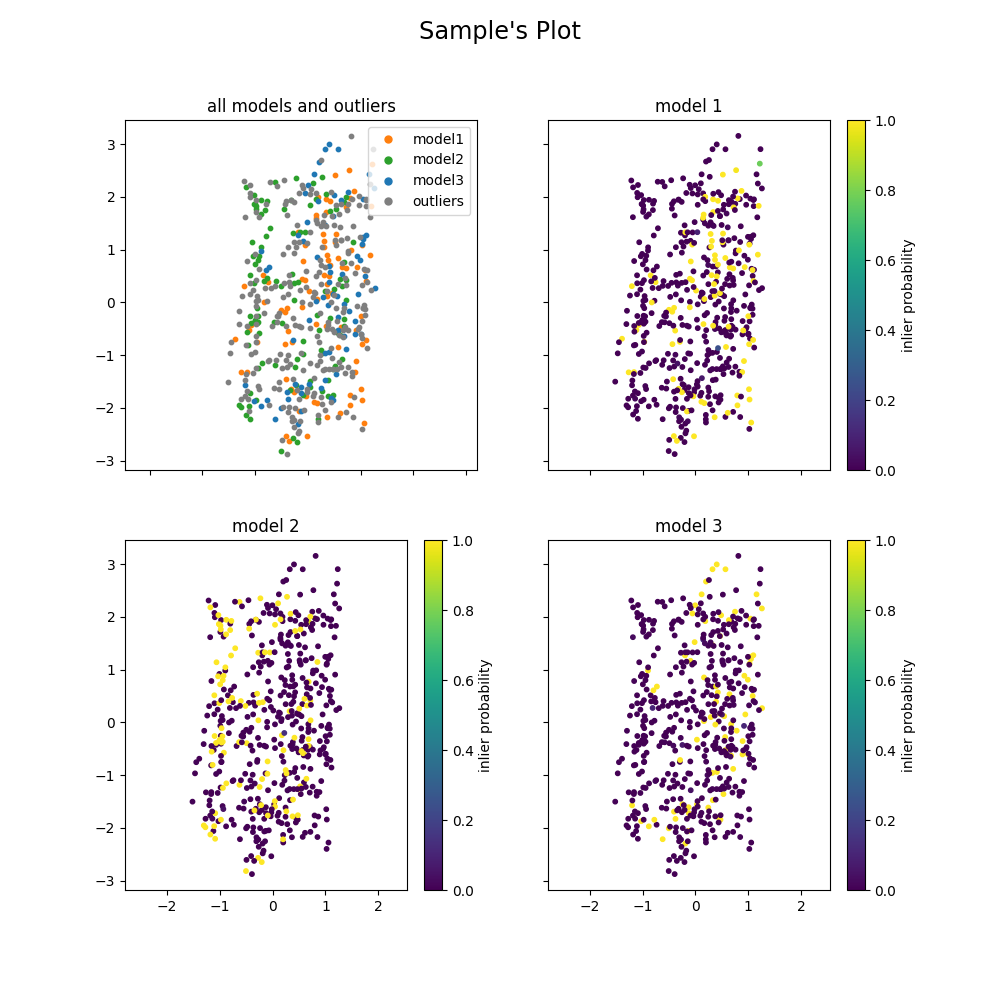 Sample's Plot
all models and outliers
model1
model2
model3
outliers
3
2
1
0
−1
−2
−3
model 1
1.0
0.8
0.6
0.4
0.2
0.0
inlier probability
model 2
3
2
1
0
−1
−2
−3
−2 −1 0 1 2
1.0
0.8
0.6
0.4
0.2
0.0
inlier probability
model 3
−2 −1 0 1 2
1.0
0.8
0.6
0.4
0.2
0.0
inlier probability